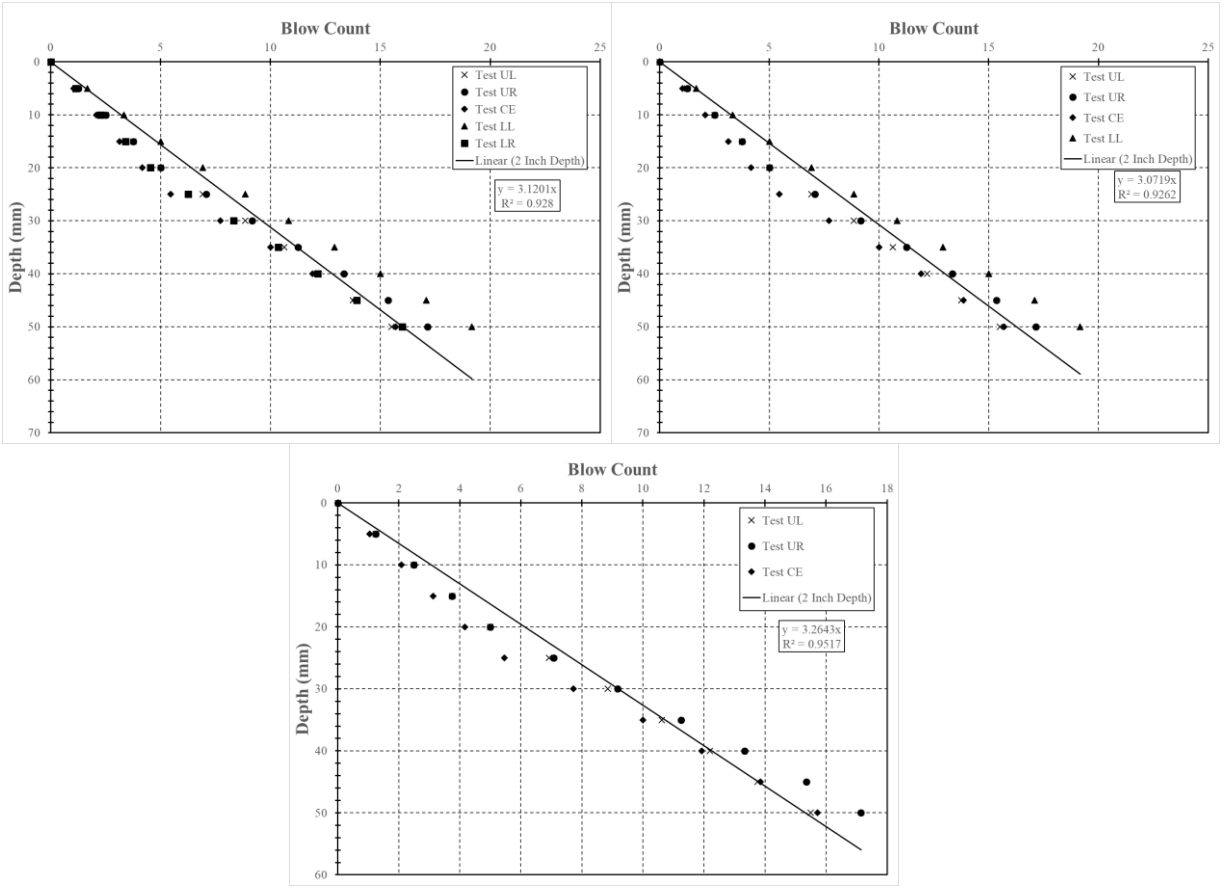 Blow Count
0 5 10 15 20 25
0
10
20
30
40
50
60
70
Depth (mm)
Test UL
Test UR
Test CE
Test LL
Test LR
Linear (2 Inch Depth)
y = 3.1201x
R² = 0.928
Blow Count
0 5 10 15 20 25
0
10
20
30
40
50
60
70
Depth (mm)
Test UL
Test UR
Test CE
Test LL
Linear (2 Inch Depth)
y = 3.0719x
R² = 0.9262
Blow Count
0 2 4 6 8 10 12 14 16 18
0
10
20
30
40
50
60
Depth (mm)
Test UL
Test UR
Test CE
Linear (2 Inch Depth)
y = 3.2643x
R² = 0.9517